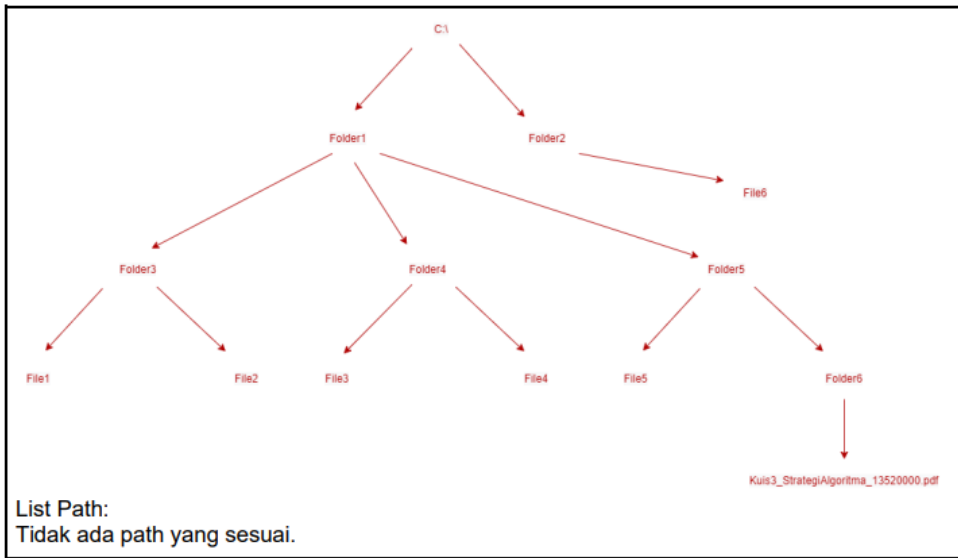 C:\
Folder1
Folder2
File6
Folder3
Folder4
Folder5
File1
File2
File3
File4
File5
Folder6
Kuis3_StrategiAlgoritma_13520000.pdf
List Path:
Tidak ada path yang sesuai.